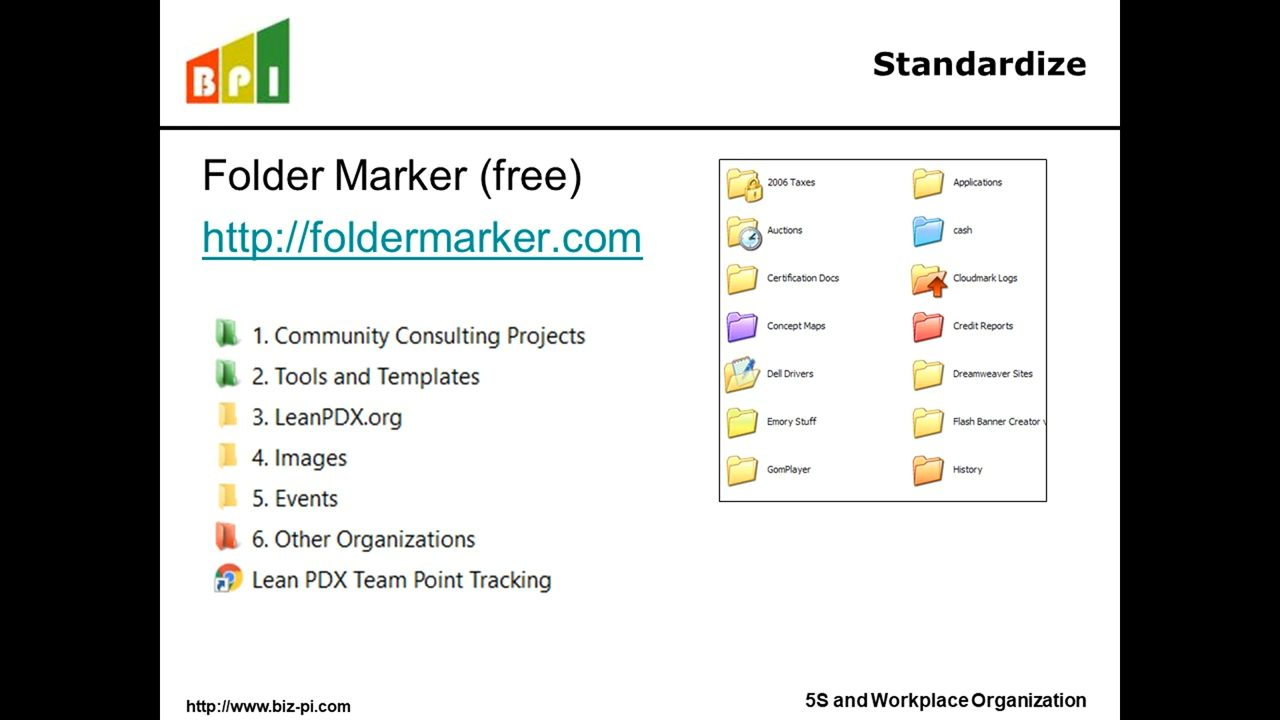 BPI
Standardize
Folder Marker (free)
http://foldermarker.com
1. Community Consulting Projects
2. Tools and Templates
3. LeanPDX.org
4. Images
5. Events
6. Other Organizations
Lean PDX Team Point Tracking
2006 Taxes
Applications
Auctions
cash
Certification Docs
Cloudmark Logs
Concept Maps
Credit Reports
Dell Drivers
Dreamweaver Sites
Emory Stuff
Flash Banner Creator v
GomPlayer
History
http://www.biz-pi.com
5S and Workplace Organization